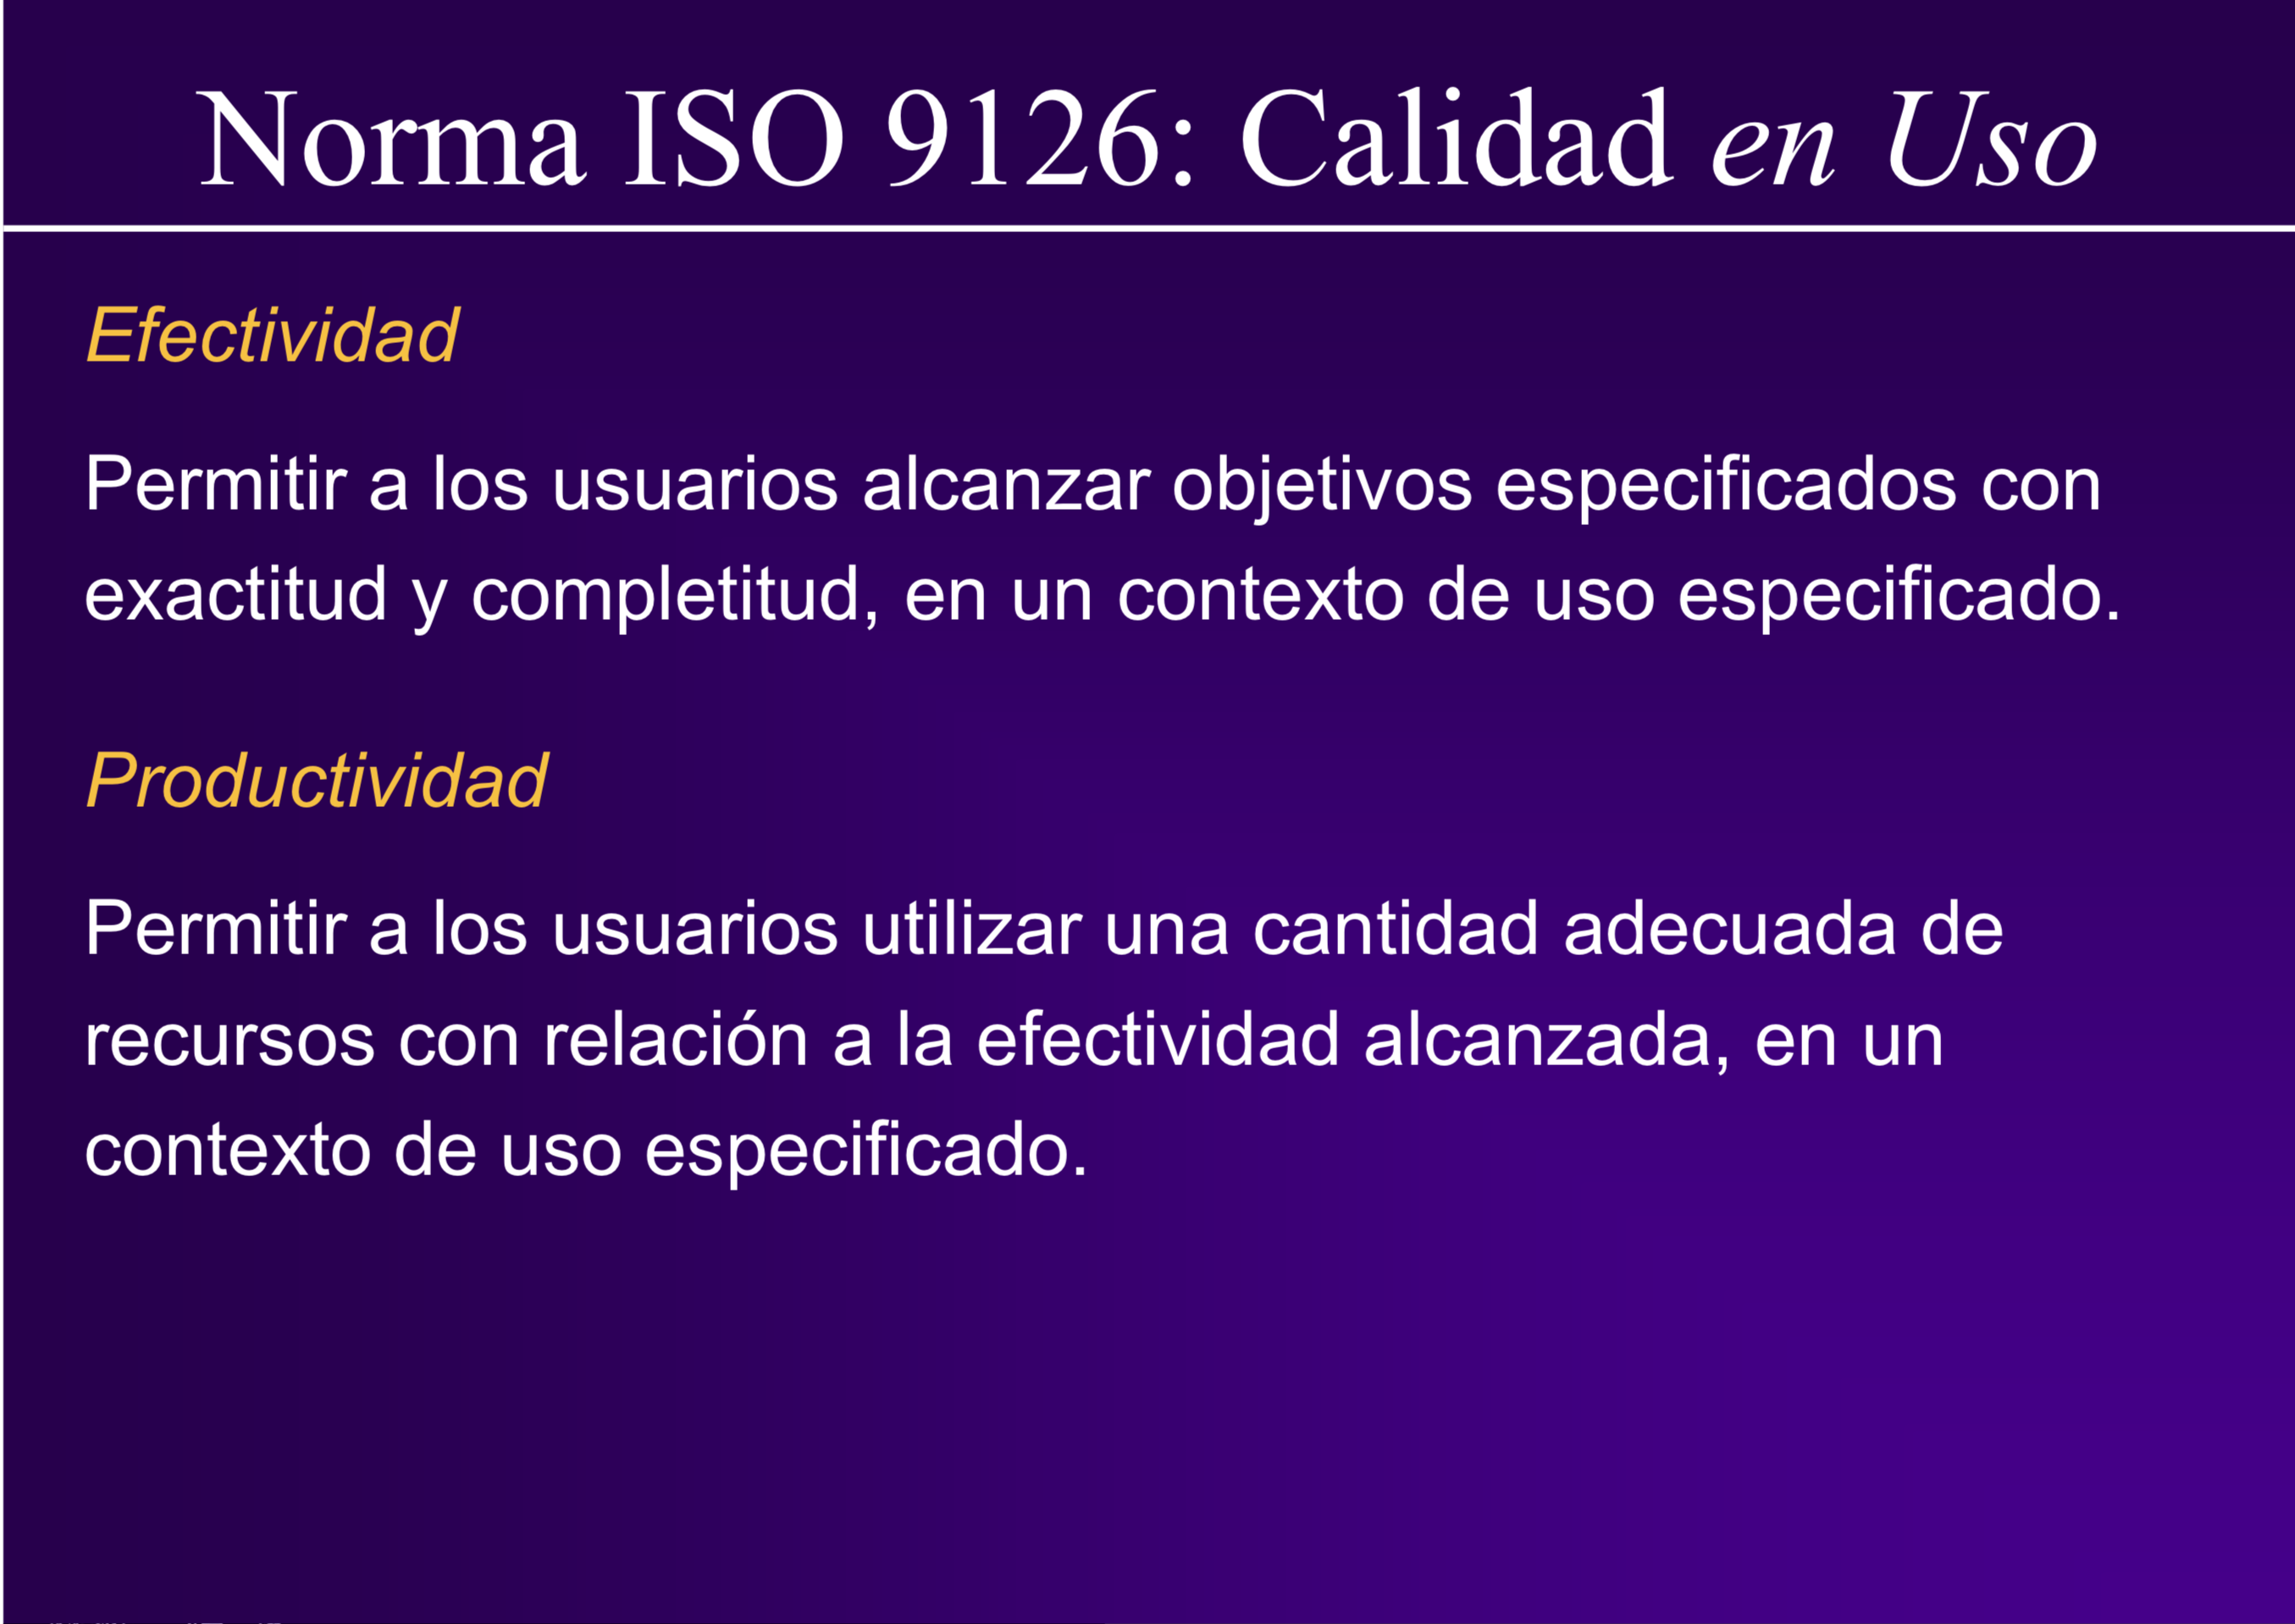 Norma ISO 9126: Calidad en Uso
Efectividad
Permitir a los usuarios alcanzar objetivos especificados con
exactitud y completitud, en un contexto de uso especificado.
Productividad
Permitir a los usuarios utilizar una cantidad adecuada de
recursos con relación a la efectividad alcanzada, en un
contexto de uso especificado.